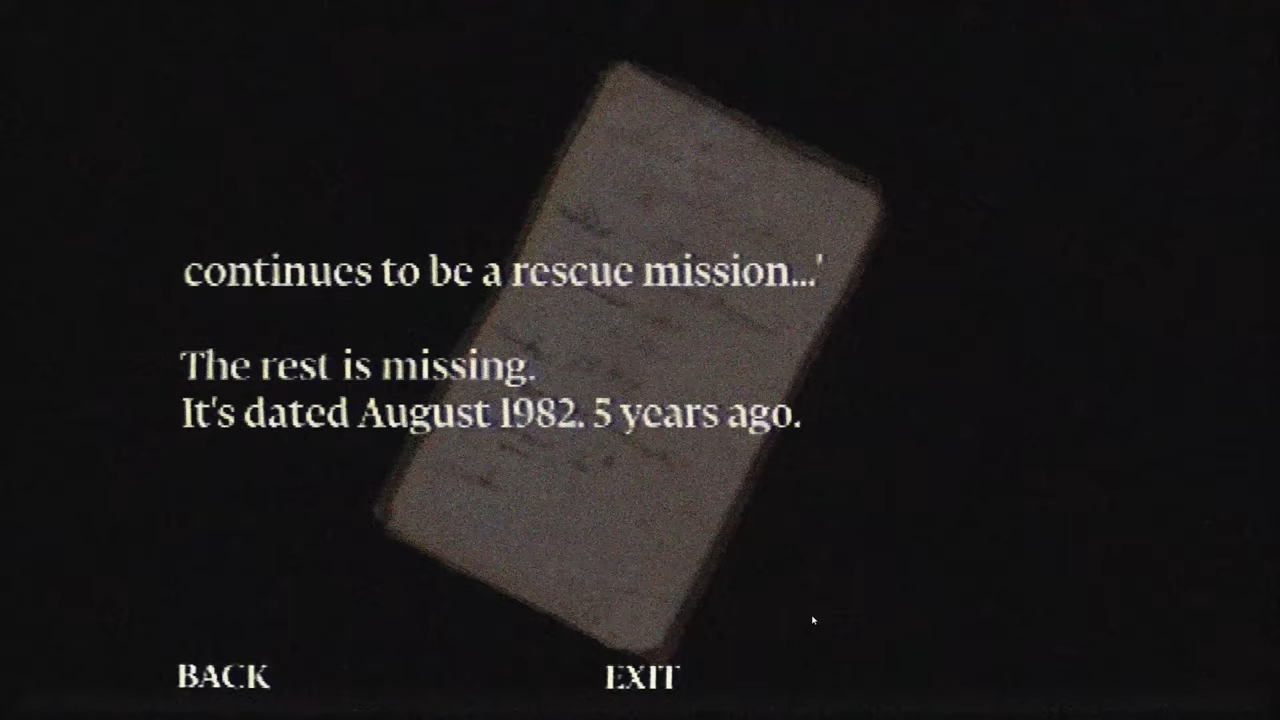 continues to be a rescue mission...'
The rest is missing.
It's dated August 1982. 5 years ago.
BACK
EXIT